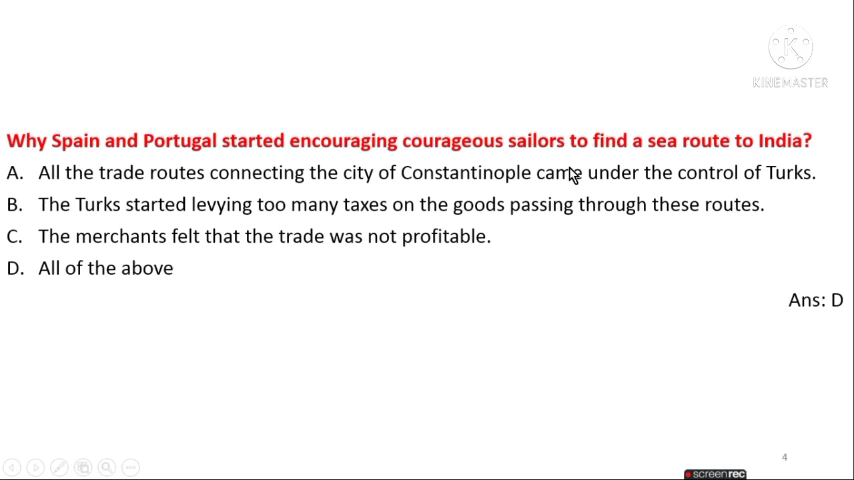 KINEMASTER
Why Spain and Portugal started encouraging courageous sailors to find a sea route to India?
A. All the trade routes connecting the city of Constantinople came under the control of Turks.
B. The Turks started levying too many taxes on the goods passing through these routes.
C. The merchants felt that the trade was not profitable.
D. All of the above
Ans: D
4
screenrec